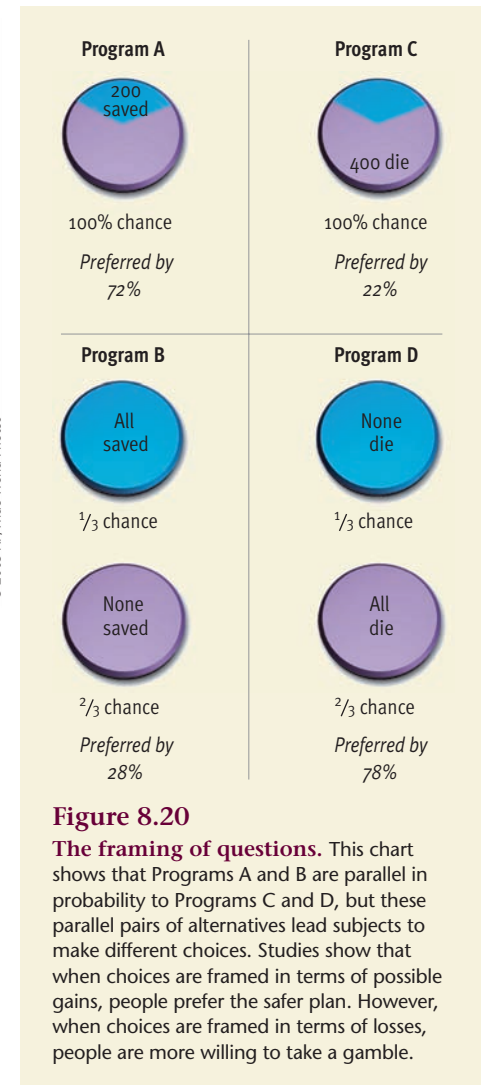 Program A
200
saved
100% chance
Preferred by
72%
Program C
400 die
100% chance
Preferred by
22%
Program B
All
saved
1/3 chance
None
saved
2/3 chance
Preferred by
28%
Program D
None
die
1/3 chance
All
die
2/3 chance
Preferred by
78%
Figure 8.20
The framing of questions. This chart
shows that Programs A and B are parallel in
probability to Programs C and D, but these
parallel pairs of alternatives lead subjects to
make different choices. Studies show that
when choices are framed in terms of possible
gains, people prefer the safer plan. However,
when choices are framed in terms of losses,
people are more willing to take a gamble.